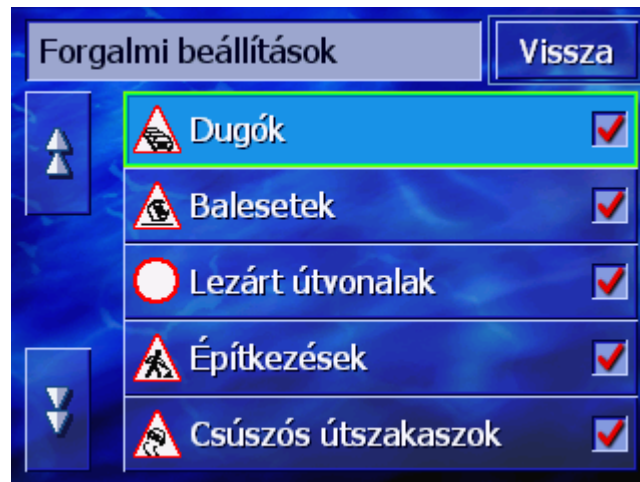 Forgalmi beállítások
Vissza
Dugók
Balesetek
Lezárt útvonalak
Építkezések
Csúszós útszakaszok